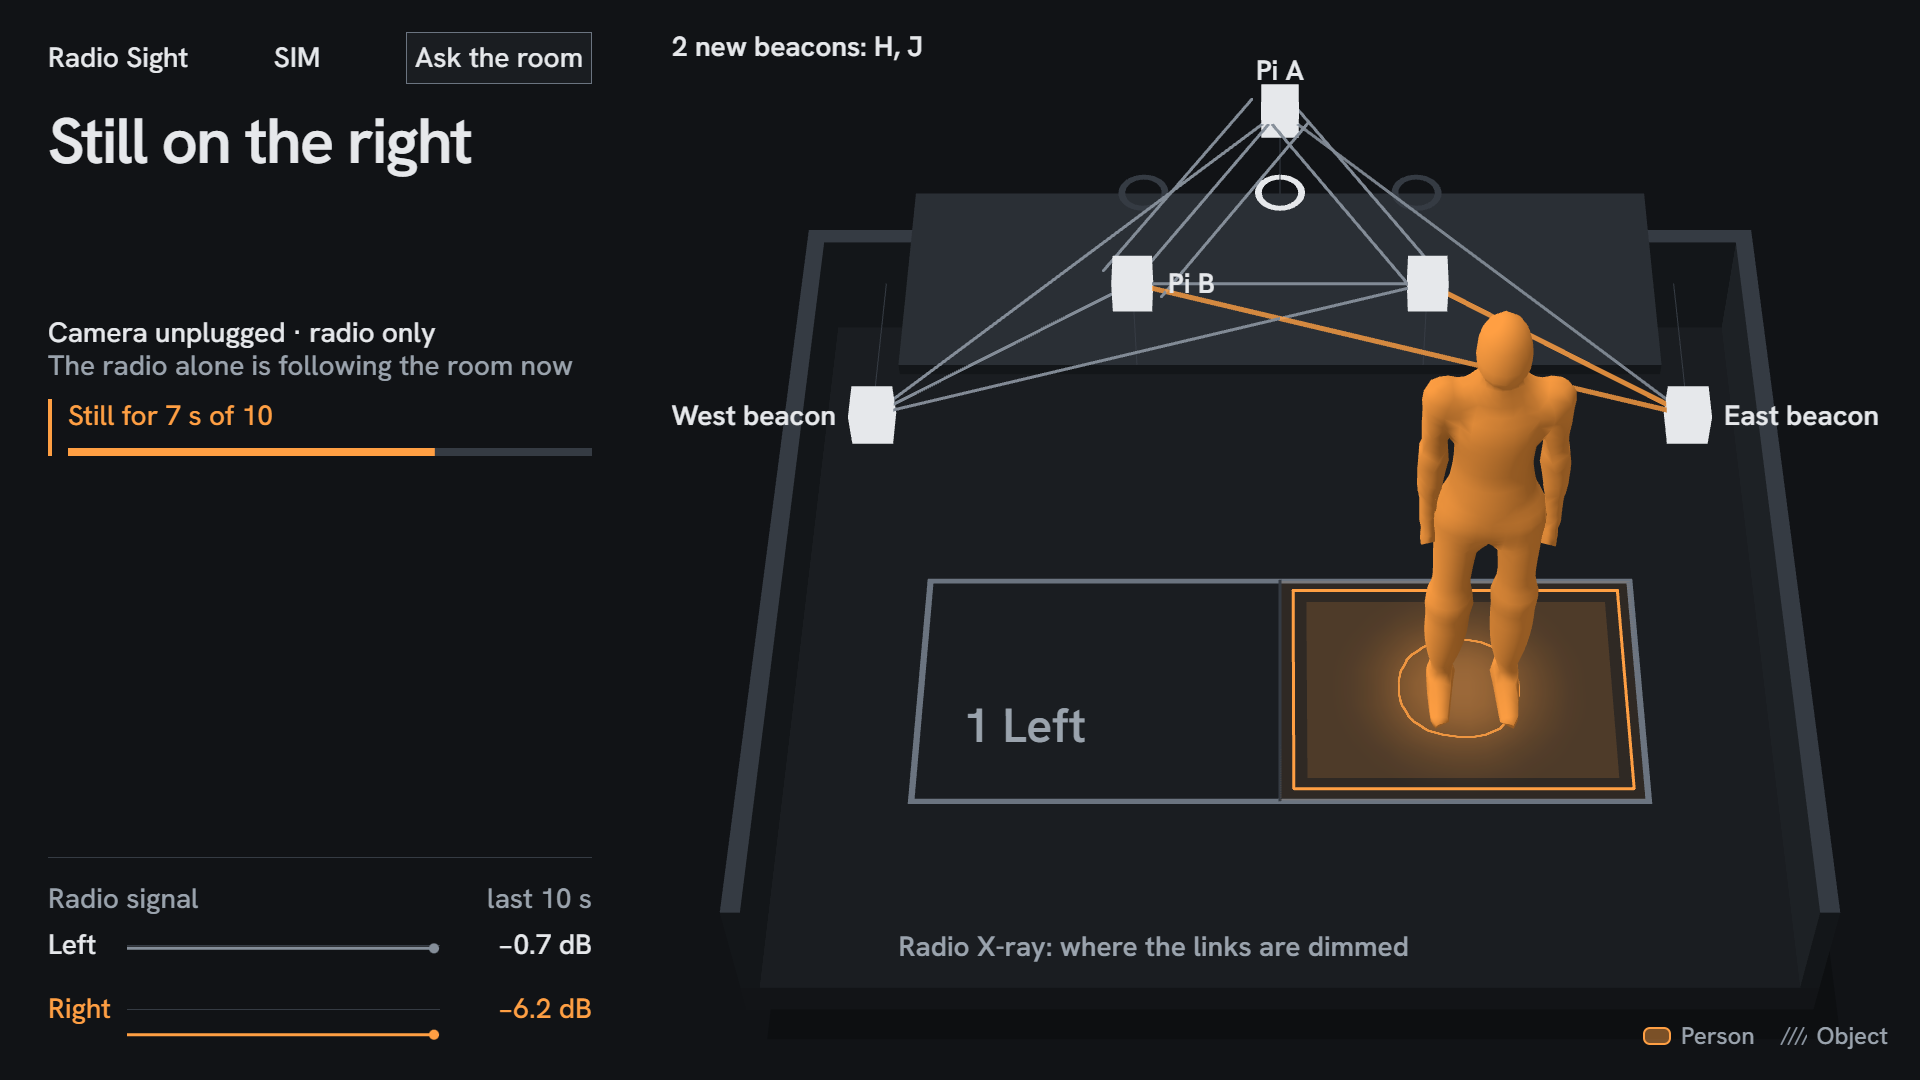 Radio Sight
SIM
Ask the room
Still on the right
Camera unplugged · radio only
The radio alone is following the room now
Still for 7 s of 10
Radio signal
last 10 s
Left
−0.7 dB
Right
−6.2 dB
2 new beacons: H, J
Pi A
Pi B
West beacon
East beacon
1 Left
Radio X-ray: where the links are dimmed
Person
Object